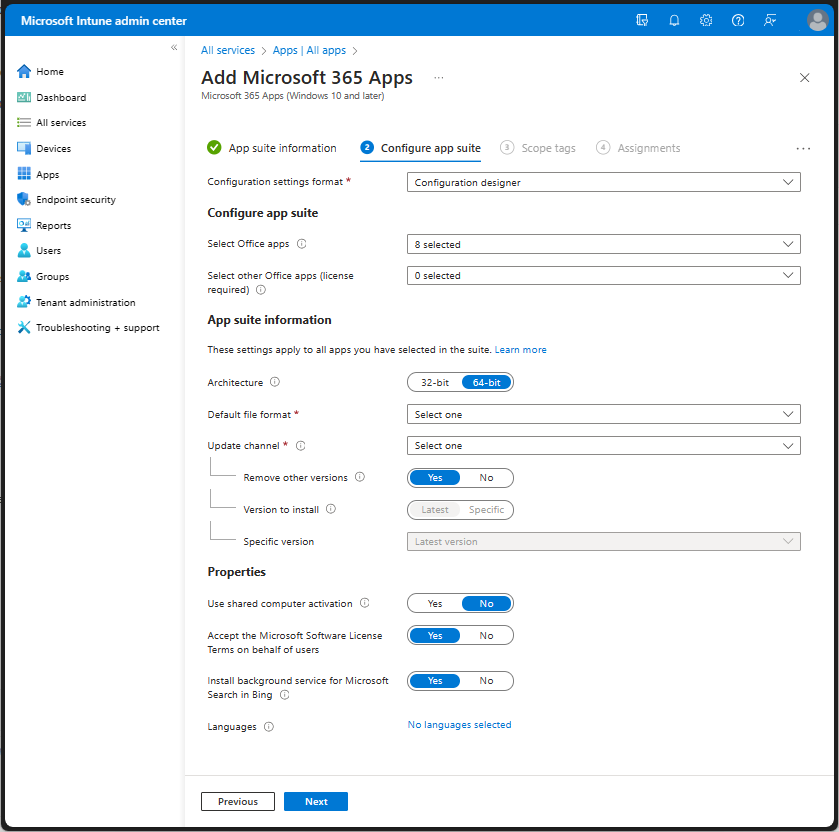 Microsoft Intune admin center
«
Home
Dashboard
All services
Devices
Apps
Endpoint security
Reports
Users
Groups
Tenant administration
Troubleshooting + support
All services > Apps | All apps >
Add Microsoft 365 Apps ...
Microsoft 365 Apps (Windows 10 and later)
App suite information 2 Configure app suite 3 Scope tags 4 Assignments ...
Configuration settings format * Configuration designer
Configure app suite
Select Office apps 8 selected
Select other Office apps (license 0 selected
required)
App suite information
These settings apply to all apps you have selected in the suite. Learn more
Architecture 32-bit 64-bit
Default file format * Select one
Update channel * Select one
Remove other versions Yes No
Version to install Latest Specific
Specific version Latest version
Properties
Use shared computer activation Yes No
Accept the Microsoft Software License Yes No
Terms on behalf of users
Install background service for Microsoft Yes No
Search in Bing
Languages No languages selected
Previous Next